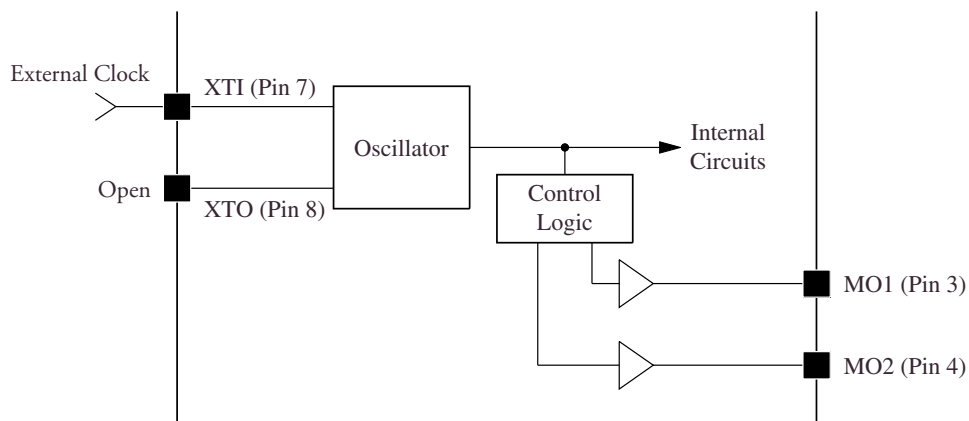 External Clock
XTI (Pin 7)
Oscillator
Internal
Circuits
Open
XTO (Pin 8)
Control
Logic
MO1 (Pin 3)
MO2 (Pin 4)